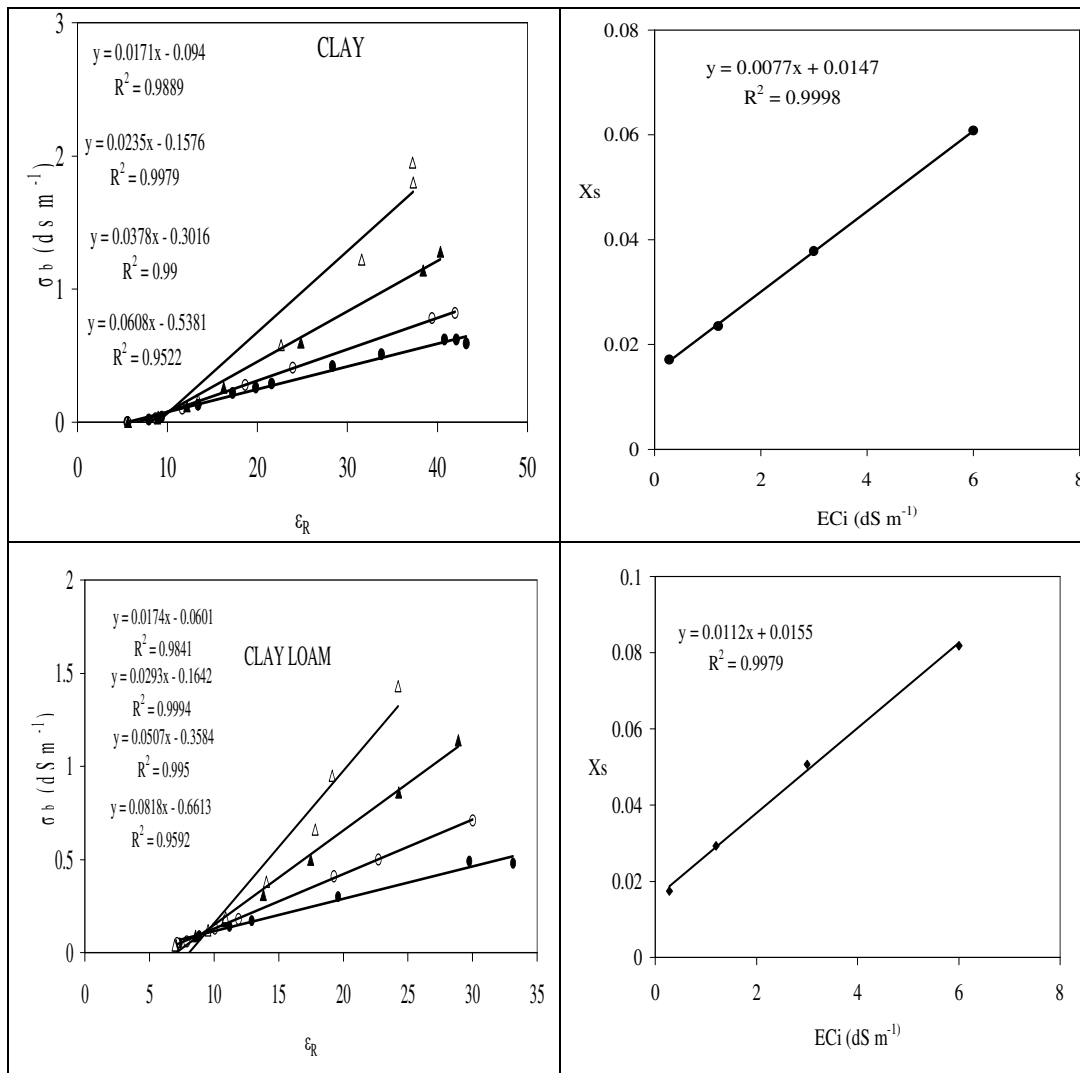 3
2
1
0
y = 0.0171x - 0.094
R² = 0.9889
y = 0.0235x - 0.1576
R² = 0.9979
y = 0.0378x - 0.3016
R² = 0.99
y = 0.0608x - 0.5381
R² = 0.9522
CLAY
σ b (d s m -1)
0 10 20 30 40 50
εR
0.08
0.06
0.04
0.02
0
y = 0.0077x + 0.0147
R² = 0.9998
Xs
0 2 4 6 8
ECi (dS m-1)
2
1.5
1
0.5
0
y = 0.0174x - 0.0601
R² = 0.9841
y = 0.0293x - 0.1642
R² = 0.9994
y = 0.0507x - 0.3584
R² = 0.995
y = 0.0818x - 0.6613
R² = 0.9592
CLAY LOAM
σ b (d S m -1)
0 5 10 15 20 25 30 35
εR
0.1
0.08
0.06
0.04
0.02
0
y = 0.0112x + 0.0155
R² = 0.9979
Xs
0 2 4 6 8
ECi (dS m-1)